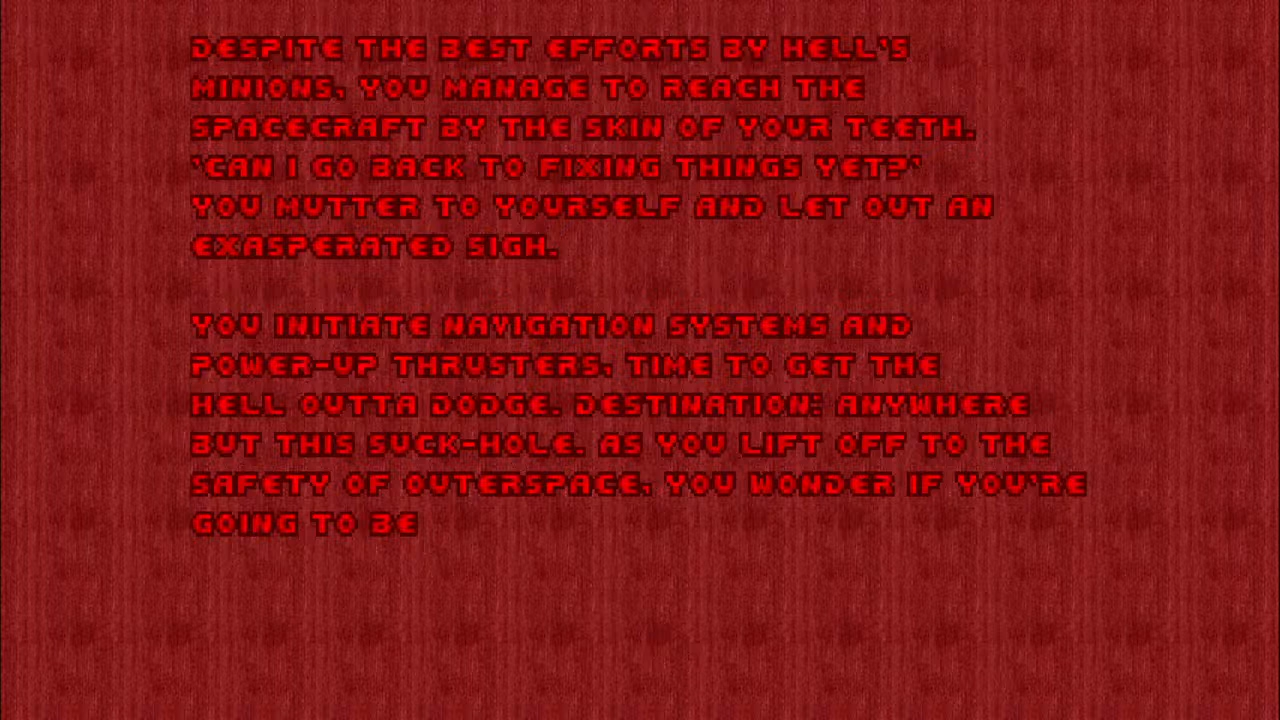 DESPITE THE BEST EFFORTS BY HELL'S
MINIONS, YOU MANAGE TO REACH THE
SPACECRAFT BY THE SKIN OF YOUR TEETH.
'CAN I GO BACK TO FIXING THINGS YET?'
YOU MUTTER TO YOURSELF AND LET OUT AN
EXASPERATED SIGH.
YOU INITIATE NAVIGATION SYSTEMS AND
POWER-UP THRUSTERS, TIME TO GET THE
HELL OUTTA DODGE. DESTINATION: ANYWHERE
BUT THIS SUCK-HOLE. AS YOU LIFT OFF TO THE
SAFETY OF OUTERSPACE, YOU WONDER IF YOU'RE
GOING TO BE